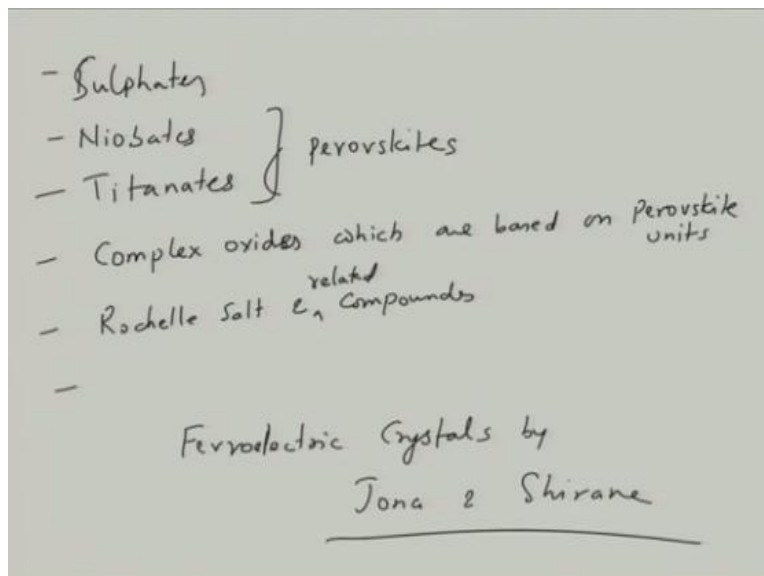 - Sulphates
- Niobates
- Titanates } perovskites
- Complex oxides which are based on Perovskite units
- Rochelle Salt & related Compounds
-
Ferroelectric Crystals by
Jona & Shirane